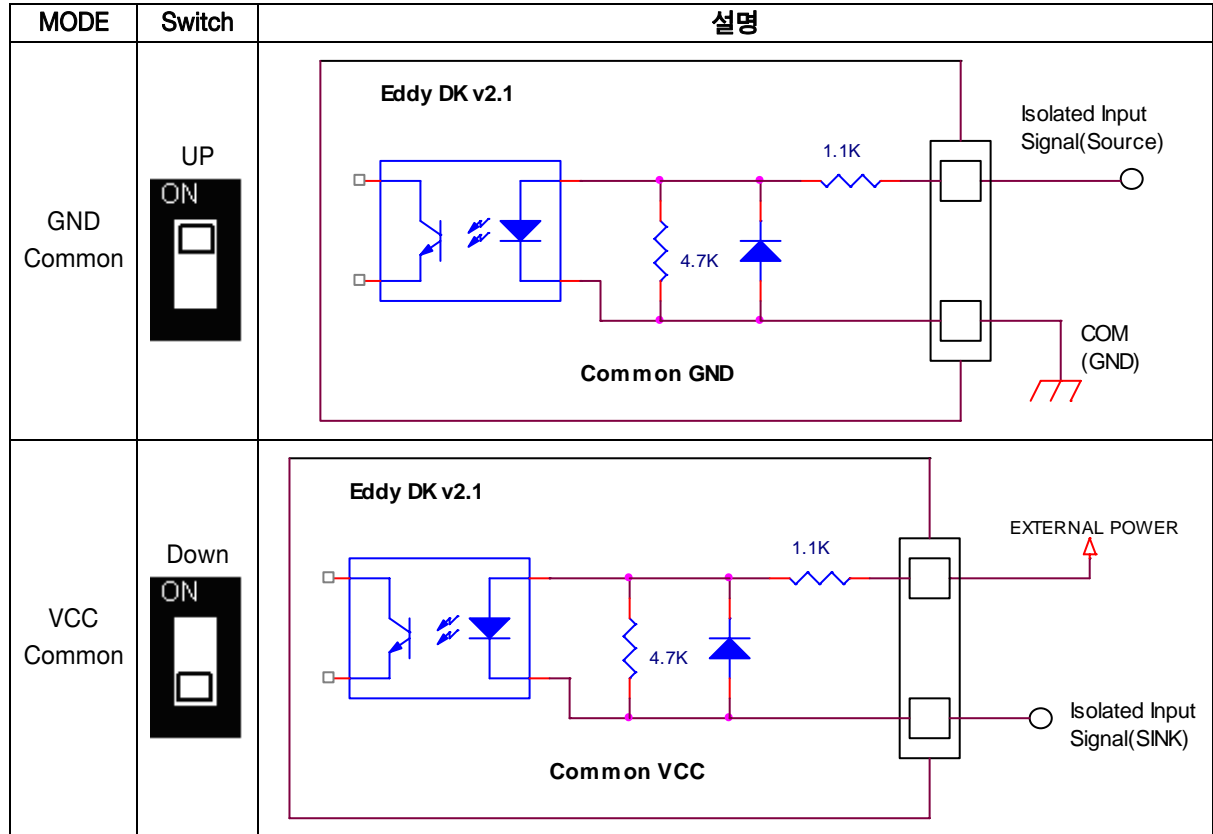 MODE Switch 설명
GND
Common
UP
ON
Eddy DK v2.1
1.1K
4.7K
Isolated Input
Signal(Source)
COM
(GND)
Common GND
VCC
Common
Down
ON
Eddy DK v2.1
1.1K
4.7K
EXTERNAL POWER
Isolated Input
Signal(SINK)
Common VCC